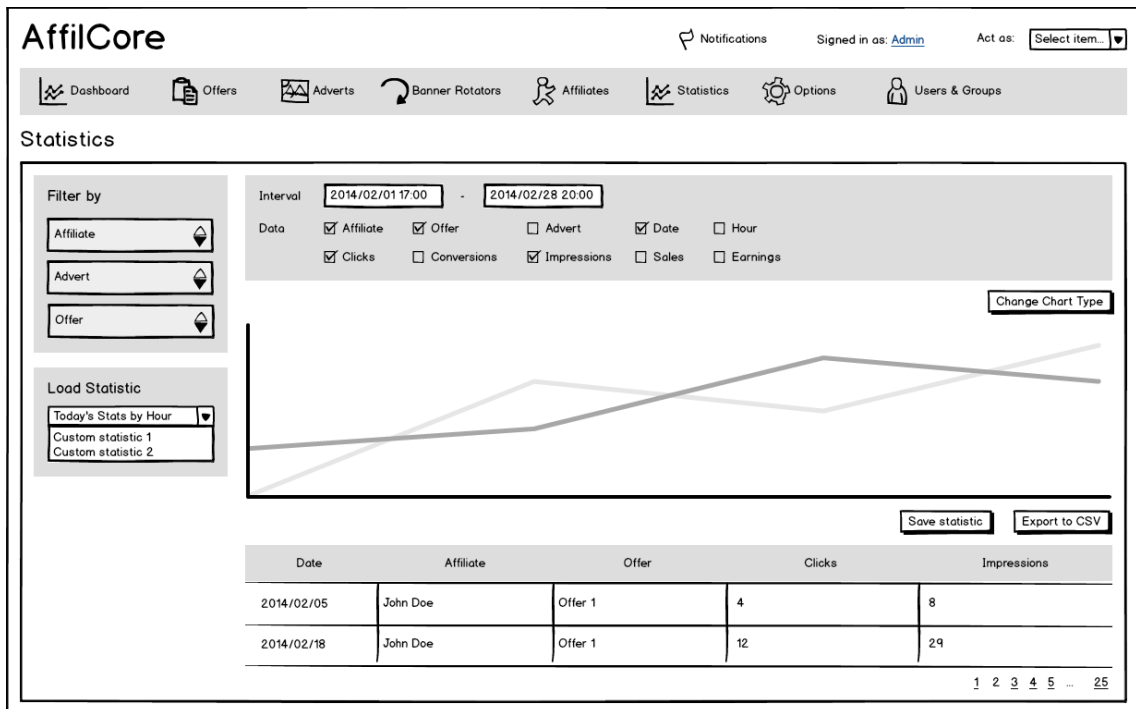 AffilCore
Notifications Signed in as: Admin Act as: Select item...
Dashboard Offers Adverts Banner Rotators Affiliates Statistics Options Users & Groups
Statistics
Filter by
Affiliate
Advert
Offer
Load Statistic
Today's Stats by Hour
Custom statistic 1
Custom statistic 2
Interval 2014/02/01 17:00 - 2014/02/28 20:00
Data Affiliate Offer Advert Date Hour
Clicks Conversions Impressions Sales Earnings
Change Chart Type
Save statistic Export to CSV
Date Affiliate Offer Clicks Impressions
2014/02/05 John Doe Offer 1 4 8
2014/02/18 John Doe Offer 1 12 29
1 2 3 4 5 ... 25